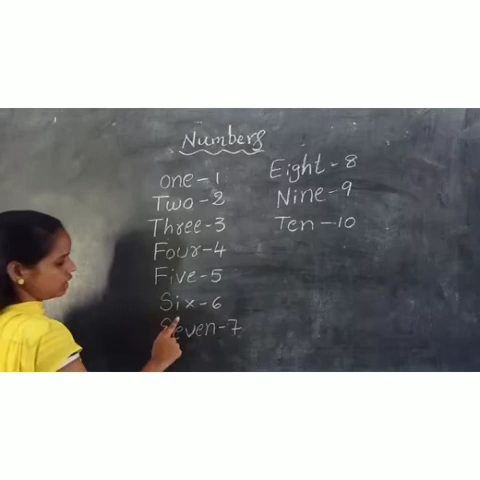 Numbers
one-1
Two-2
Three-3
Four-4
Five-5
Six-6
Seven-7
Eight-8
Nine-9
Ten-10